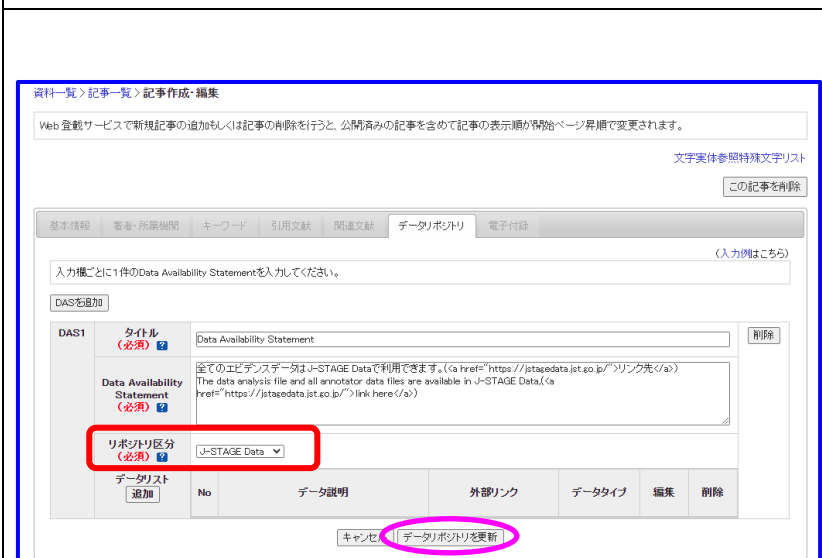 資料一覧 > 記事一覧 > 記事作成・編集
Web 登載サービスで新規記事の追加もしくは記事の削除を行うと、公開済みの記事を含めて記事の表示順が開始ページ昇順で変更されます。
文字実体参照特殊文字リスト
この記事を削除
基本情報 著者・所属機関 キーワード 引用文献 関連文献 データリポジトリ 電子付録
(入力例はこちら)
入力欄ごとに1件のData Availability Statementを入力してください。
DASを追加
DAS1 タイトル
(必須) ? Data Availability Statement 削除
Data Availability
Statement
(必須) ?
全てのエビデンスデータはJ-STAGE Dataで利用できます。(<a href="https://jstagedata.jst.go.jp/">リンク先</a>)
The data analysis file and all annotator data files are available in J-STAGE Data.(<a
href="https://jstagedata.jst.go.jp/">link here</a>)
リポジトリ区分
(必須) ? J-STAGE Data
データリスト
追加
No データ説明 外部リンク データタイプ 編集 削除
キャンセル データリポジトリを更新